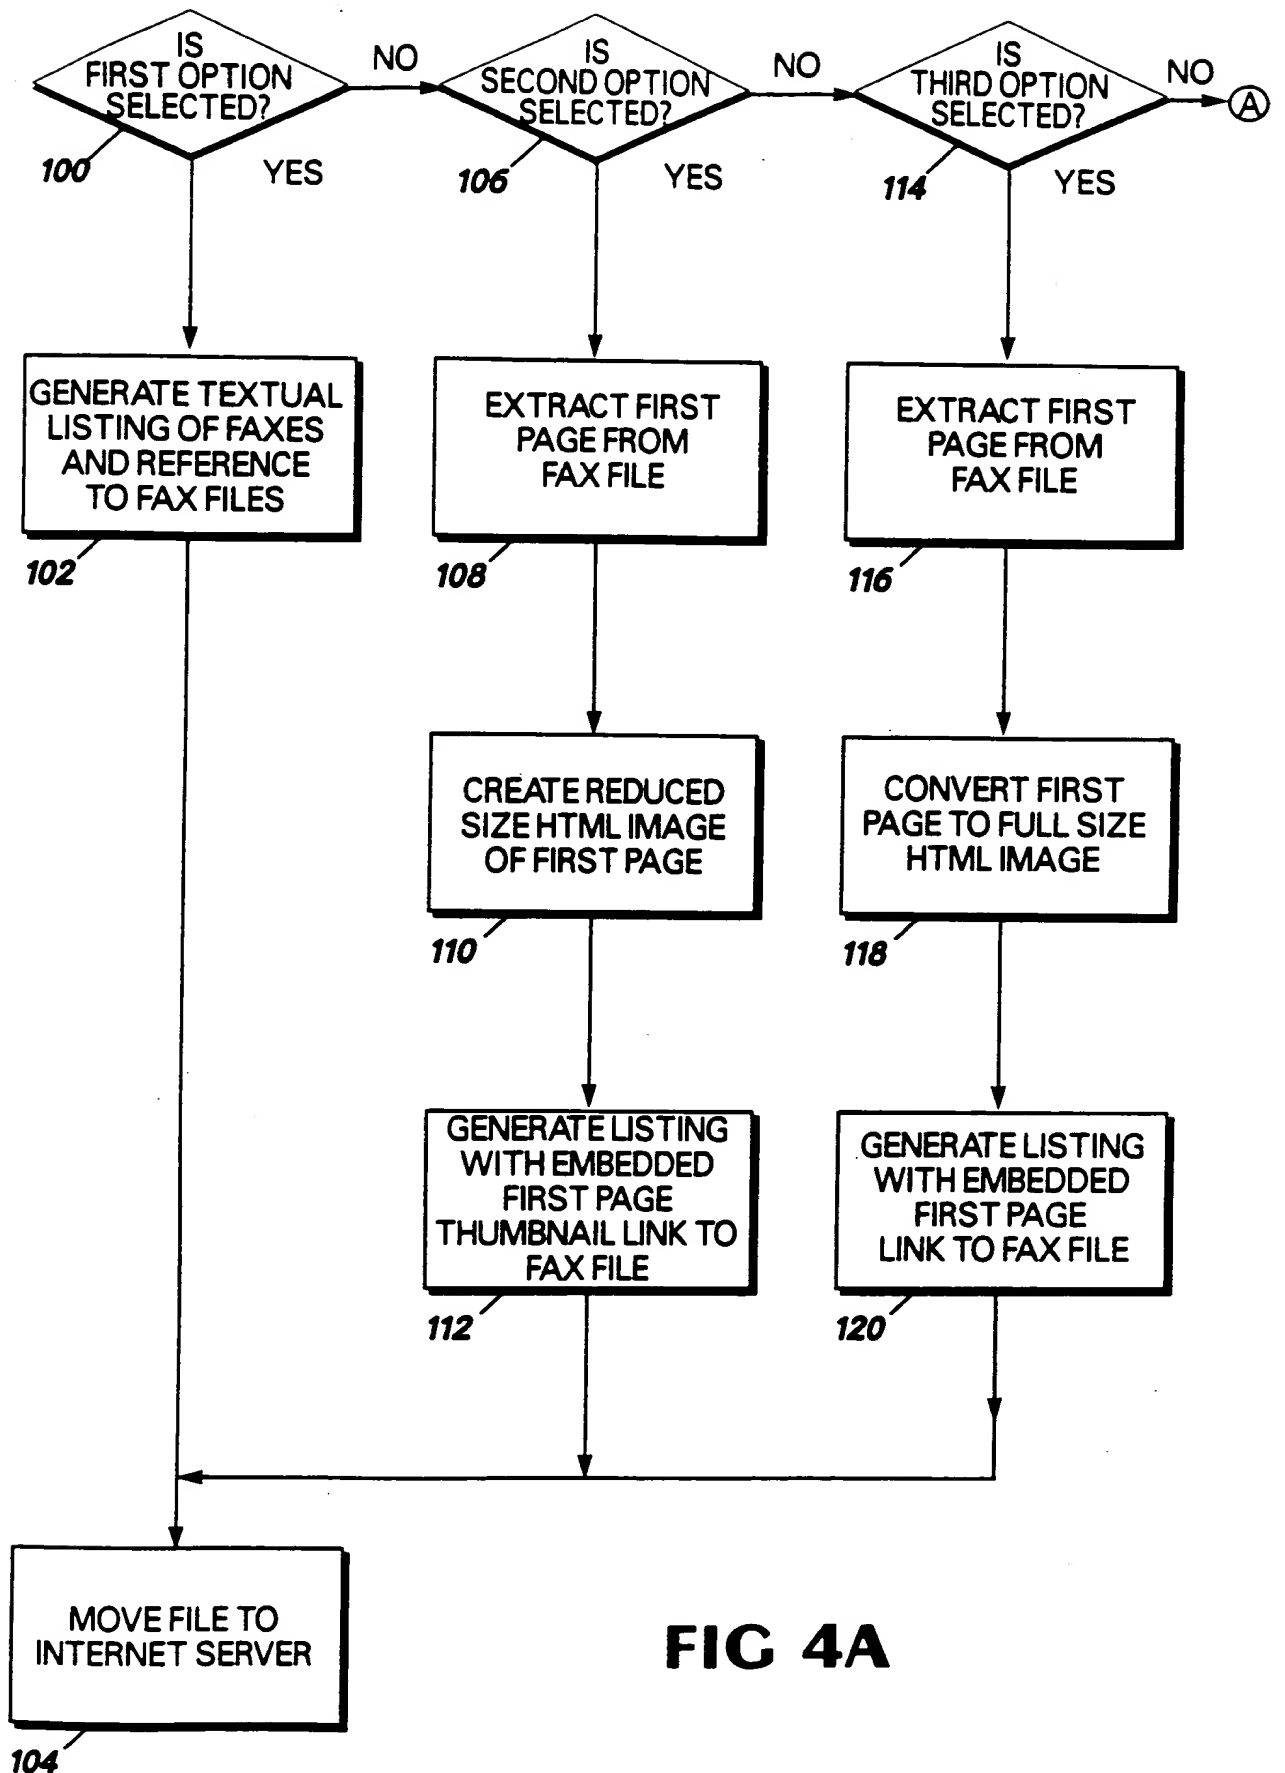 IS
FIRST OPTION
SELECTED?
NO
100
YES
IS
SECOND OPTION
SELECTED?
NO
106
YES
IS
THIRD OPTION
SELECTED?
NO
A
114
YES
GENERATE TEXTUAL
LISTING OF FAXES
AND REFERENCE
TO FAX FILES
102
EXTRACT FIRST
PAGE FROM
FAX FILE
108
EXTRACT FIRST
PAGE FROM
FAX FILE
116
CREATE REDUCED
SIZE HTML IMAGE
OF FIRST PAGE
110
CONVERT FIRST
PAGE TO FULL SIZE
HTML IMAGE
118
GENERATE LISTING
WITH EMBEDDED
FIRST PAGE
THUMBNAIL LINK TO
FAX FILE
112
GENERATE LISTING
WITH EMBEDDED
FIRST PAGE
LINK TO FAX FILE
120
MOVE FILE TO
INTERNET SERVER
104
FIG 4A